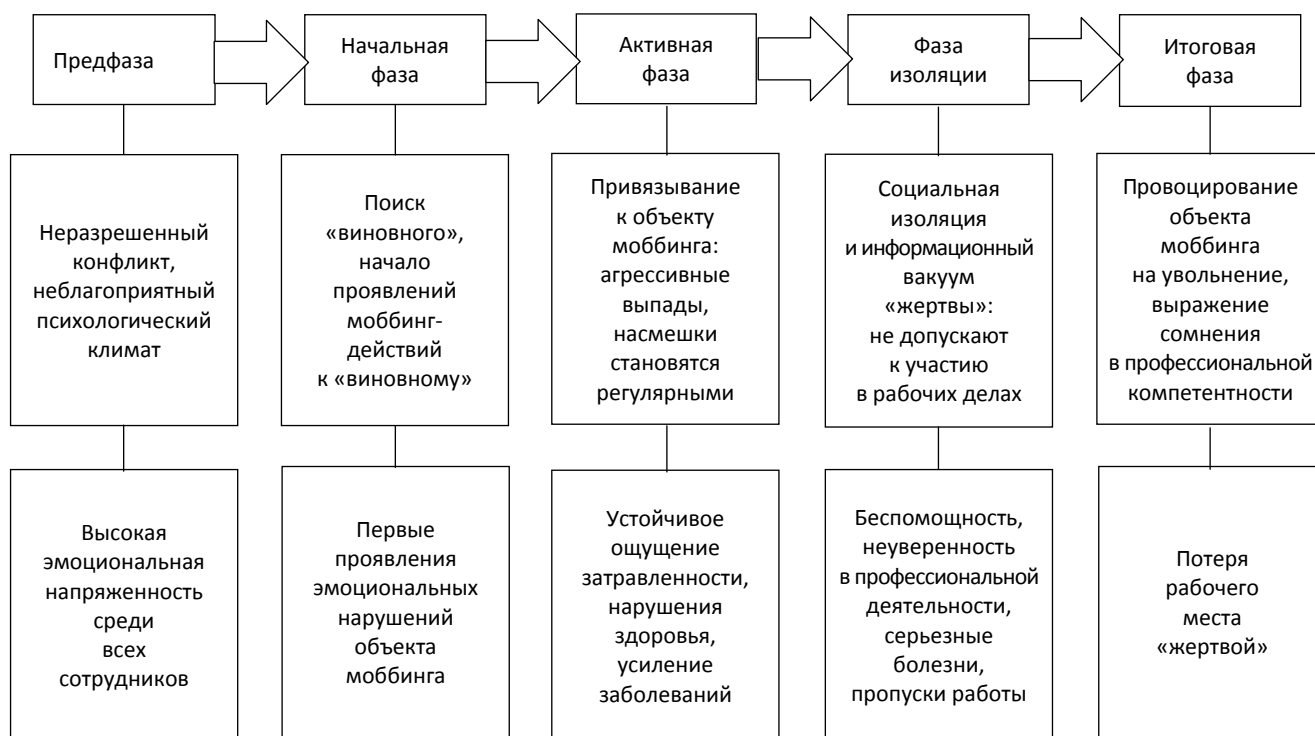 Предфаза
Начальная
фаза
Активная
фаза
Фаза
изоляции
Итоговая
фаза
Неразрешенный
конфликт,
неблагоприятный
психологический
климат
Поиск
«виновного»,
начало
проявлений
моббинг-
действий
к «виновному»
Привязывание
к объекту
моббинга:
агрессивные
выпады,
насмешки
становятся
регулярными
Социальная
изоляция
и информационный
вакуум
«жертвы»:
не допускают
к участию
в рабочих делах
Провоцирование
объекта
моббинга
на увольнение,
выражение
сомнения
в профессиональной
компетентности
Высокая
эмоциональная
напряженность
среди
всех
сотрудников
Первые
проявления
эмоциональных
нарушений
объекта
моббинга
Устойчивое
ощущение
затравленности,
нарушения
здоровья,
усиление
заболеваний
Беспомощность,
неуверенность
в профессиональной
деятельности,
серьезные
болезни,
пропуски работы
Потеря
рабочего
места
«жертвой»